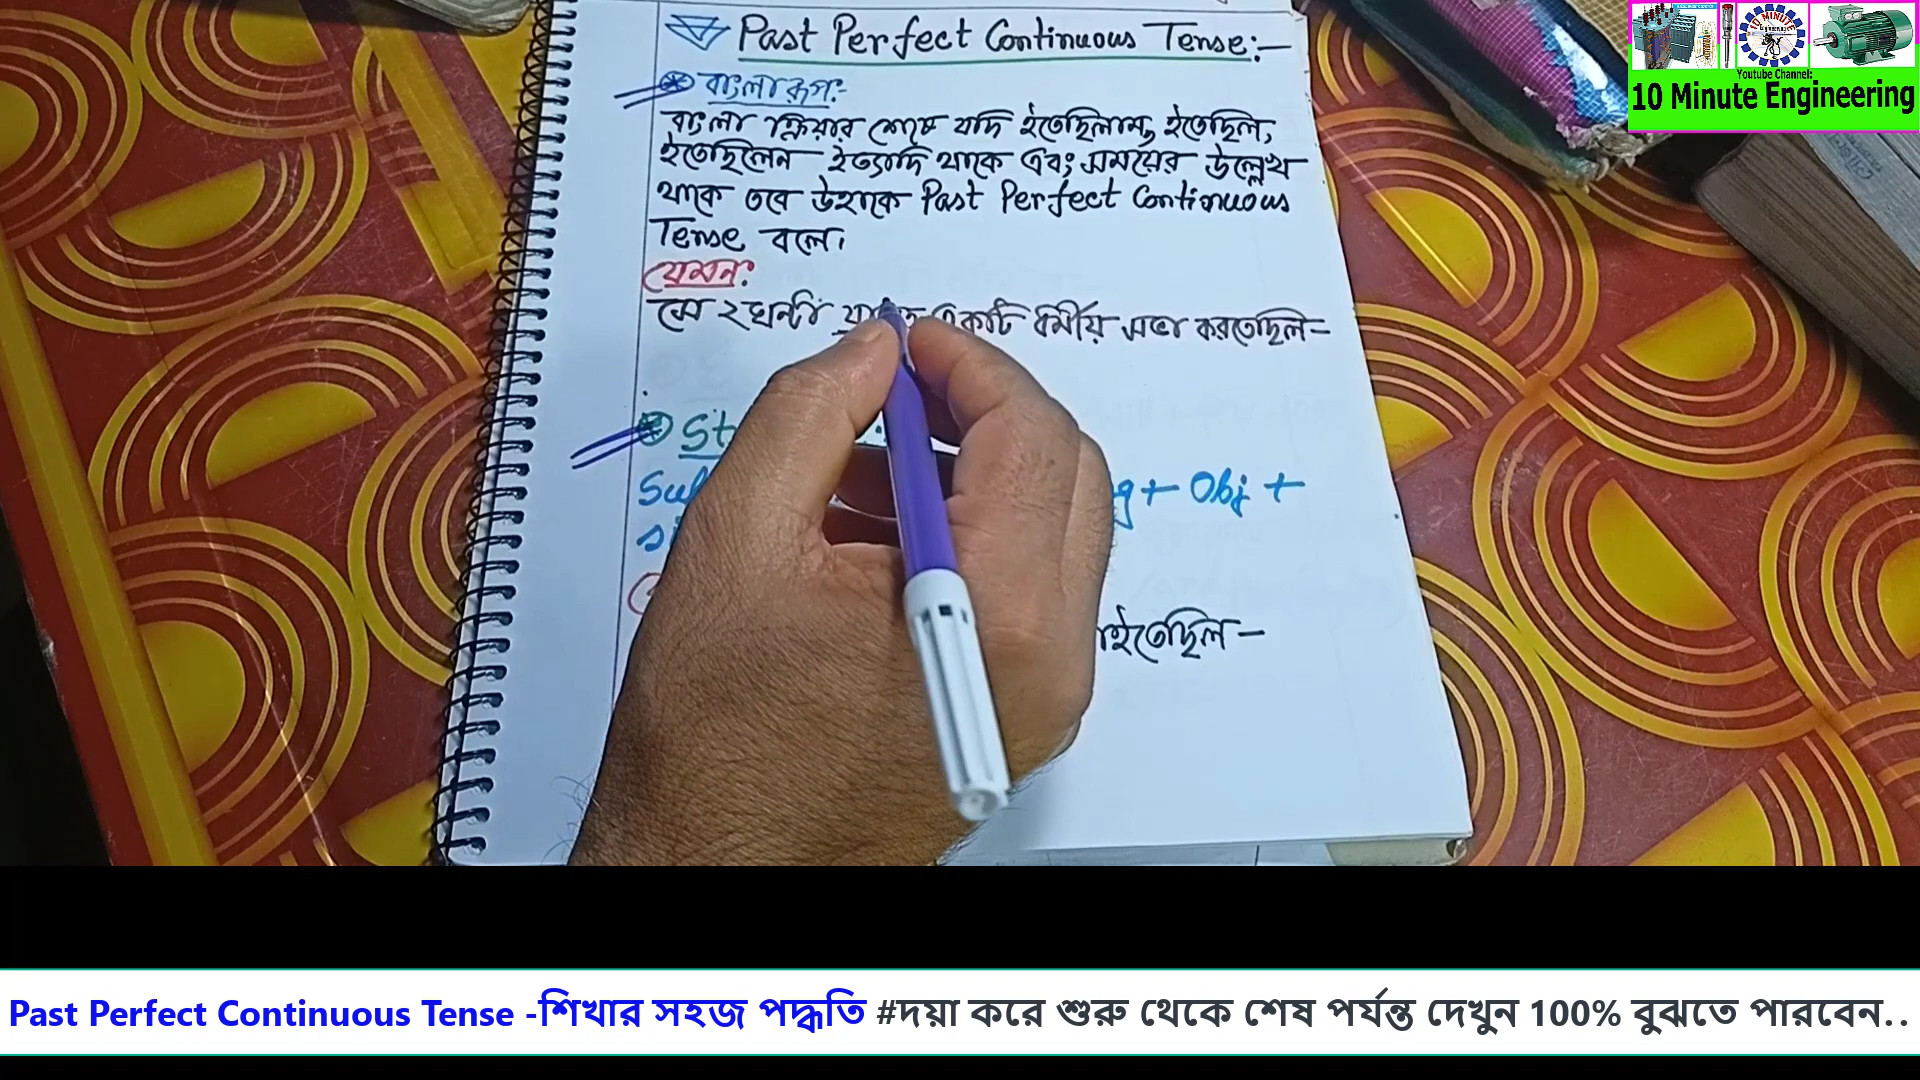 Past Perfect Continuous Tense:-
বাংলা রূপ:-
বাংলা ক্রিয়ার শেষে যদি ইতেছিলাম, ইতেছিল,
ইতেছিলেন ইত্যাদি থাকে এবং সময়ের উল্লেখ
থাকে তবে উহাকে Past Perfect Continuous
Tense বলে।
যেমন:
সে ২ ঘন্টা একটি ধর্মীয় সভা করতেছিল-
+ Obj +
ইতেছিল-
Youtube Channel:
10 Minute Engineering
Past Perfect Continuous Tense -শিখার সহজ পদ্ধতি #দয়া করে শুরু থেকে শেষ পর্যন্ত দেখুন 100% বুঝতে পারবেন..